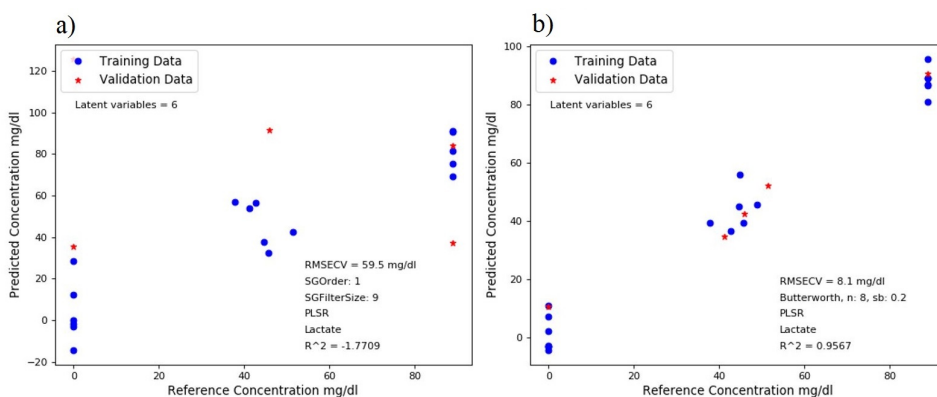 a)
120
100
80
60
40
20
0
−20
Predicted Concentration mg/dl
Training Data
Validation Data
Latent variables = 6
RMSECV = 59.5 mg/dl
SGOrder: 1
SGFilterSize: 9
PLSR
Lactate
R^2 = -1.7709
0 20 40 60 80
Reference Concentration mg/dl
b)
100
80
60
40
20
0
Predicted Concentration mg/dl
Training Data
Validation Data
Latent variables = 6
RMSECV = 8.1 mg/dl
Butterworth, n: 8, sb: 0.2
PLSR
Lactate
R^2 = 0.9567
0 20 40 60 80
Reference Concentration mg/dl